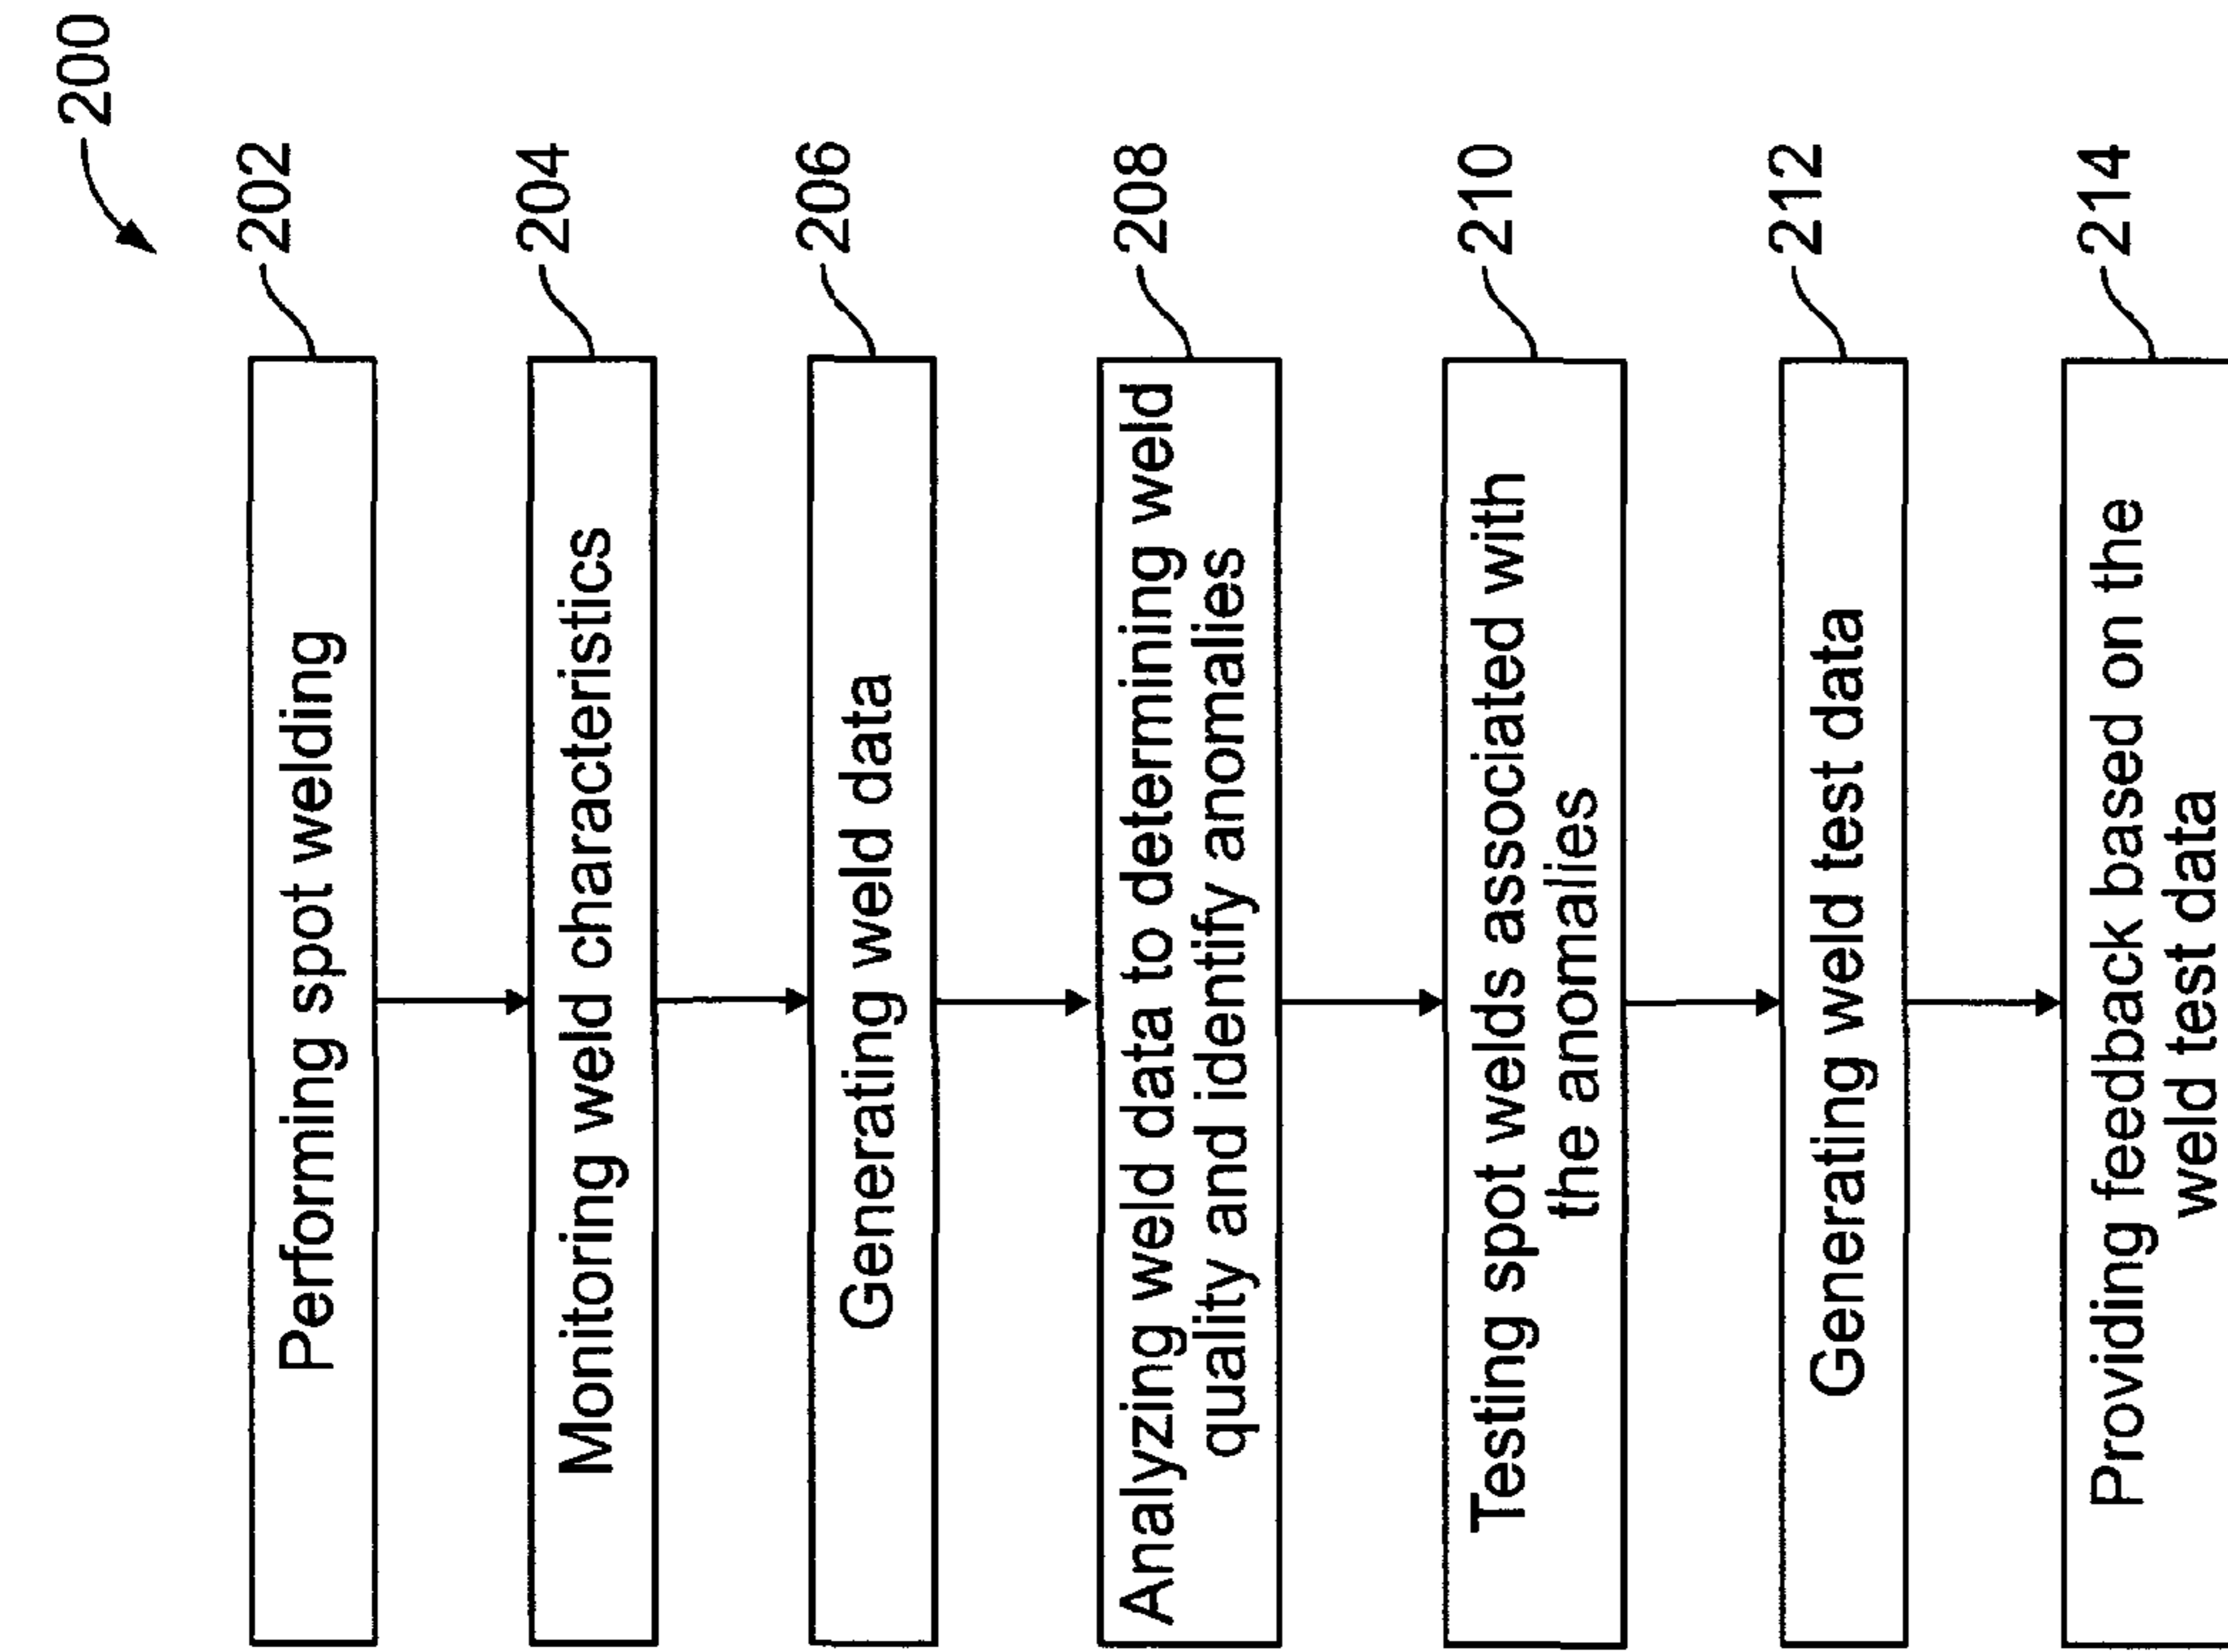 200
202
Performing spot welding
204
Monitoring weld characteristics
206
Generating weld data
208
Analyzing weld data to determining weld
quality and identify anomalies
210
Testing spot welds associated with
the anomalies
212
Generating weld test data
214
Providing feedback based on the
weld test data